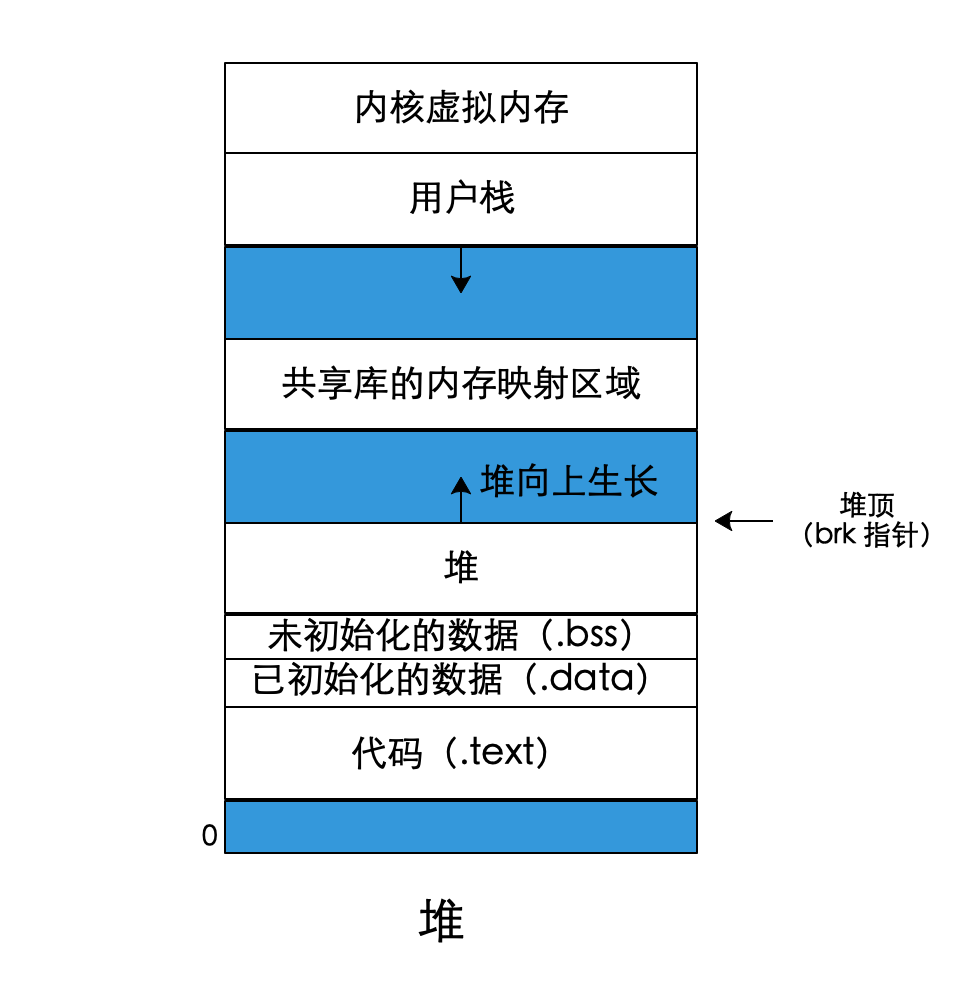 内核虚拟内存
用户栈
共享库的内存映射区域
堆向上生长
堆顶
（brk 指针）
堆
未初始化的数据（.bss）
已初始化的数据（.data）
代码（.text）
0
堆